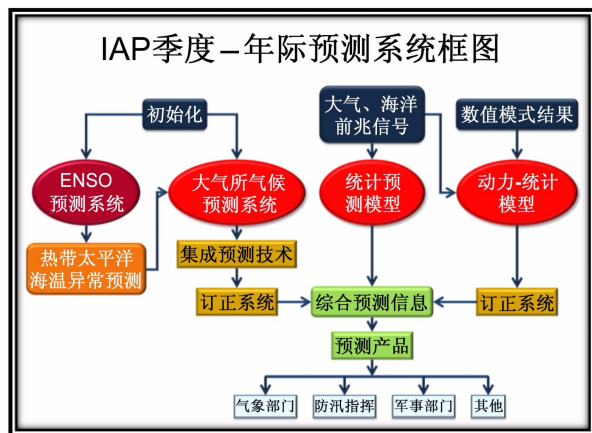 IAP季度–年际预测系统框图
初始化
大气、海洋
前兆信号
数值模式结果
ENSO
预测系统
大气所气候
预测系统
统计预
测模型
动力-统计
模型
热带太平洋
海温异常预测
集成预测技术
订正系统
综合预测信息
订正系统
预测产品
气象部门
防汛指挥
军事部门
其他